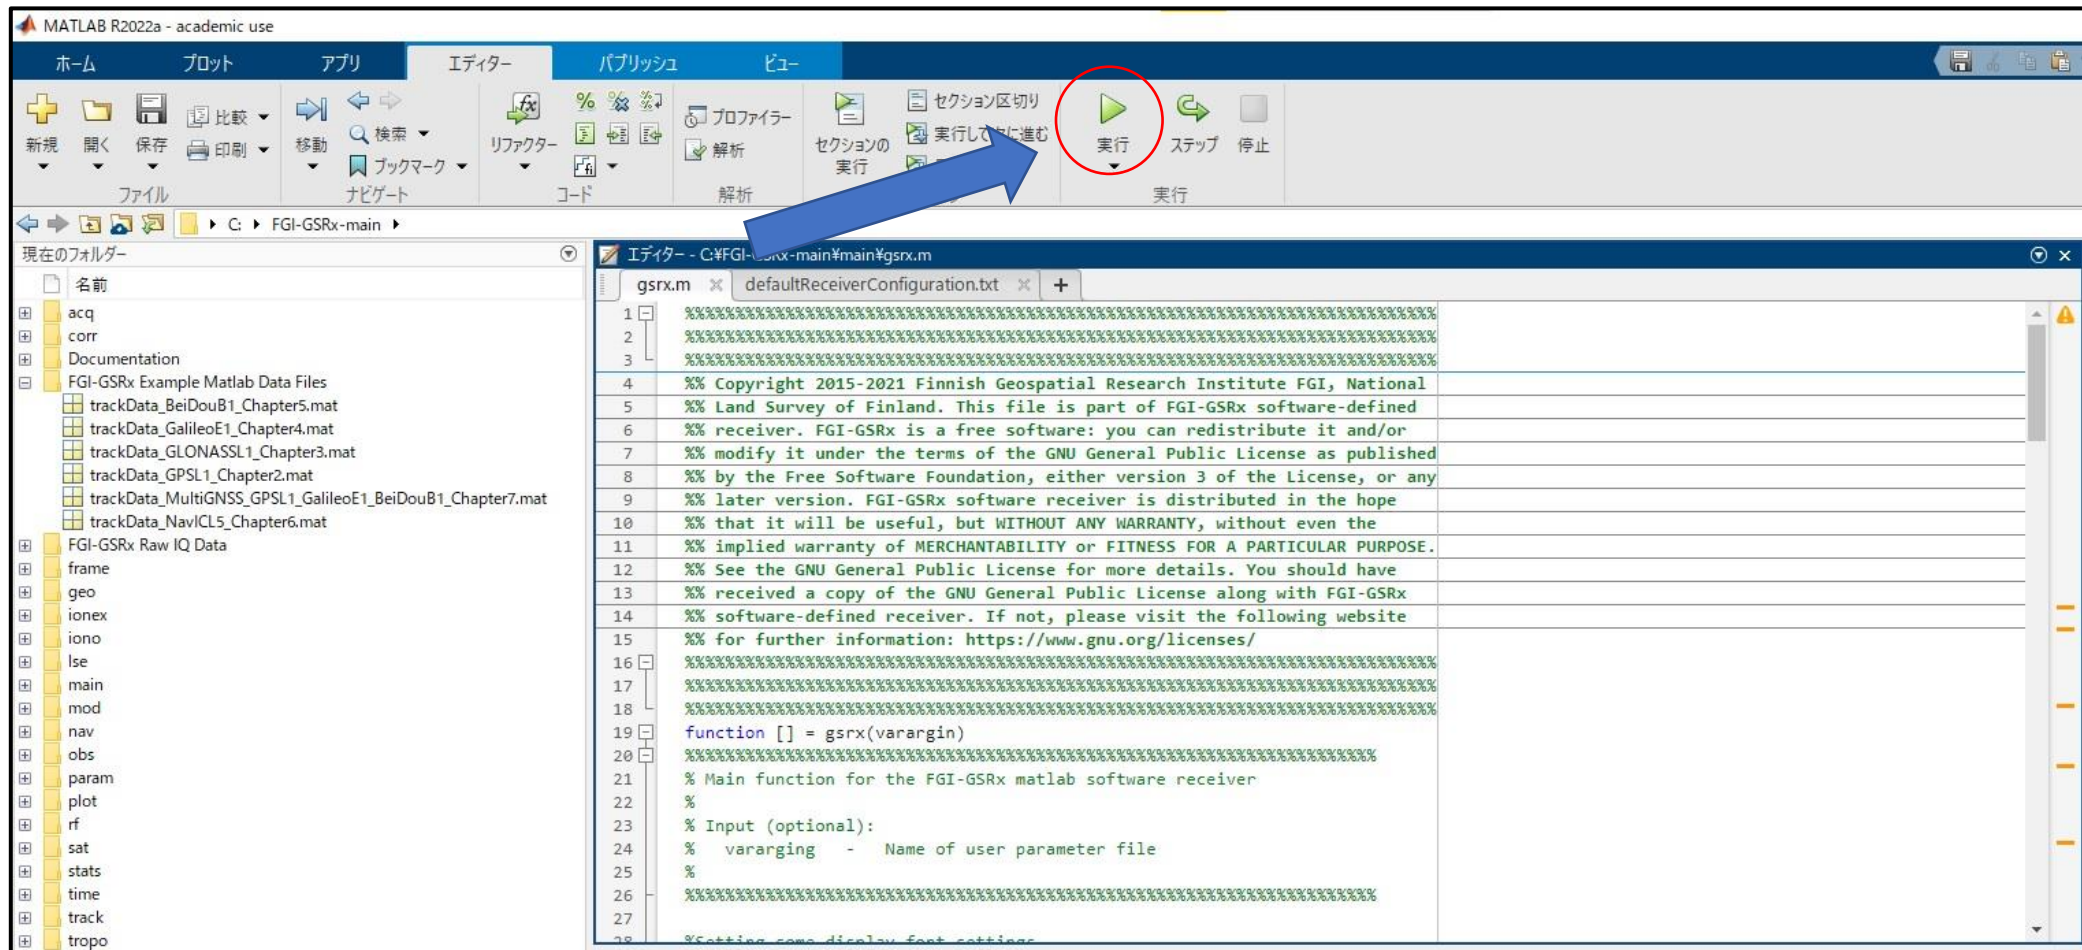 MATLAB R2022a - academic use
ホーム プロット アプリ エディター パブリッシュ ビュー
新規 開く 保存 比較 印刷 移動 検索 ブックマーク リファクター プロファイラー 解析 セクションの実行 セクション区切り 実行して次に進む 実行 ステップ 停止
ファイル ナビゲート コード 解析 実行
C: FGI-GSRx-main
現在のフォルダー
名前
acq
corr
Documentation
FGI-GSRx Example Matlab Data Files
trackData_BeiDouB1_Chapter5.mat
trackData_GalileoE1_Chapter4.mat
trackData_GLONASSL1_Chapter3.mat
trackData_GPSL1_Chapter2.mat
trackData_MultiGNSS_GPSL1_GalileoE1_BeiDouB1_Chapter7.mat
trackData_NavICL5_Chapter6.mat
FGI-GSRx Raw IQ Data
frame
geo
ionex
iono
lse
main
mod
nav
obs
param
plot
rf
sat
stats
time
track
tropo
エディター - C:¥FGI-GSRx-main¥main¥gsrx.m
gsrx.m defaultReceiverConfiguration.txt +
1 %%%%%%%%%%%%%%%%%%%%%%%%%%%%%%%%%%%%%%%%%%%%%%%%%%%%%%%%%%%%%%%%%%%%%%%%%%%
2 %%%%%%%%%%%%%%%%%%%%%%%%%%%%%%%%%%%%%%%%%%%%%%%%%%%%%%%%%%%%%%%%%%%%%%%%%%%
3 %%%%%%%%%%%%%%%%%%%%%%%%%%%%%%%%%%%%%%%%%%%%%%%%%%%%%%%%%%%%%%%%%%%%%%%%%%%
4 %% Copyright 2015-2021 Finnish Geospatial Research Institute FGI, National
5 %% Land Survey of Finland. This file is part of FGI-GSRx software-defined
6 %% receiver. FGI-GSRx is a free software: you can redistribute it and/or
7 %% modify it under the terms of the GNU General Public License as published
8 %% by the Free Software Foundation, either version 3 of the License, or any
9 %% later version. FGI-GSRx software receiver is distributed in the hope
10 %% that it will be useful, but WITHOUT ANY WARRANTY, without even the
11 %% implied warranty of MERCHANTABILITY or FITNESS FOR A PARTICULAR PURPOSE.
12 %% See the GNU General Public License for more details. You should have
13 %% received a copy of the GNU General Public License along with FGI-GSRx
14 %% software-defined receiver. If not, please visit the following website
15 %% for further information: https://www.gnu.org/licenses/
16 %%%%%%%%%%%%%%%%%%%%%%%%%%%%%%%%%%%%%%%%%%%%%%%%%%%%%%%%%%%%%%%%%%%%%%%%%%%
17 %%%%%%%%%%%%%%%%%%%%%%%%%%%%%%%%%%%%%%%%%%%%%%%%%%%%%%%%%%%%%%%%%%%%%%%%%%%
18 %%%%%%%%%%%%%%%%%%%%%%%%%%%%%%%%%%%%%%%%%%%%%%%%%%%%%%%%%%%%%%%%%%%%%%%%%%%
19 function [] = gsrx(varargin)
20 %%%%%%%%%%%%%%%%%%%%%%%%%%%%%%%%%%%%%%%%%%%%%%%%%%%%%%%%%%%%%%%%%%%%%
21 % Main function for the FGI-GSRx matlab software receiver
22 %
23 % Input (optional):
24 %   vararging   -   Name of user parameter file
25 %
26 %%%%%%%%%%%%%%%%%%%%%%%%%%%%%%%%%%%%%%%%%%%%%%%%%%%%%%%%%%%%%%%%%%%%%
27
28 %Setting some display font settings